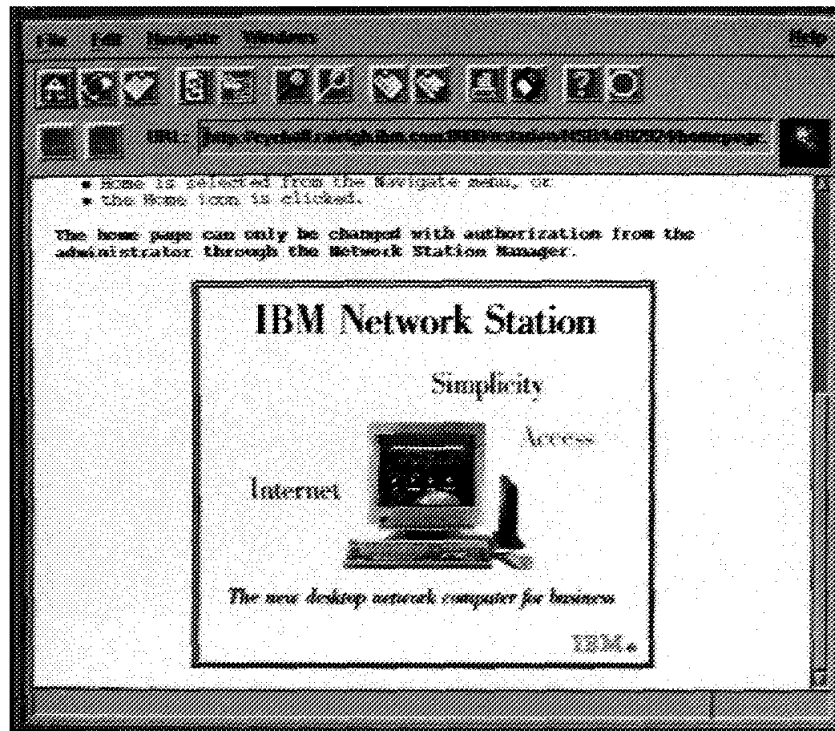 File Edit Navigate Windows Help
URL:
• Home is selected from the Navigate menu, or
• the Home icon is clicked.
The home page can only be changed with authorization from the
administrator through the Network Station Manager.
IBM Network Station
Simplicity
Access
Internet
The new desktop network computer for business
IBM